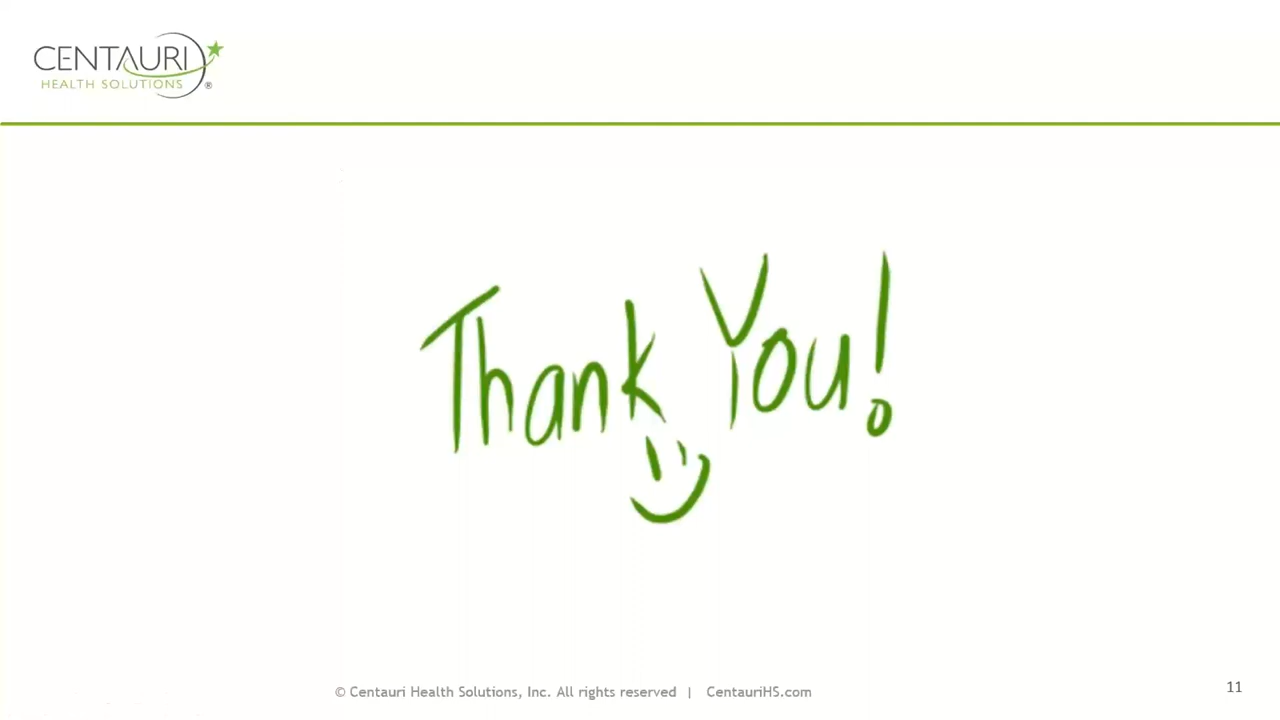 CENTAURI
HEALTH SOLUTIONS ®
Thank You!
© Centauri Health Solutions, Inc. All rights reserved | CentauriHS.com
11